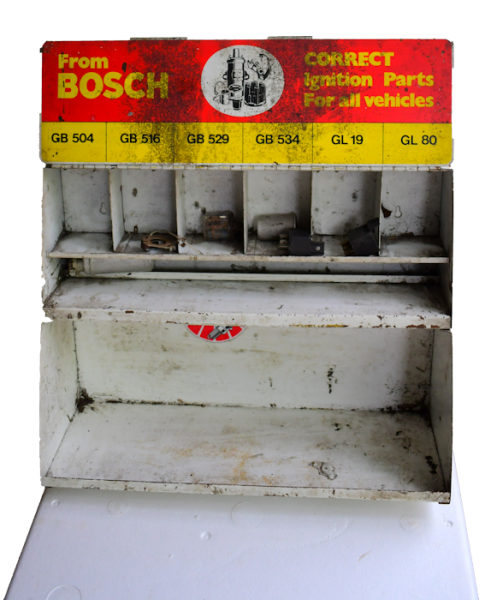 From
BOSCH
CORRECT
Ignition Parts
For all vehicles
GB 504 GB 516 GB 529 GB 534 GL 19 GL 80